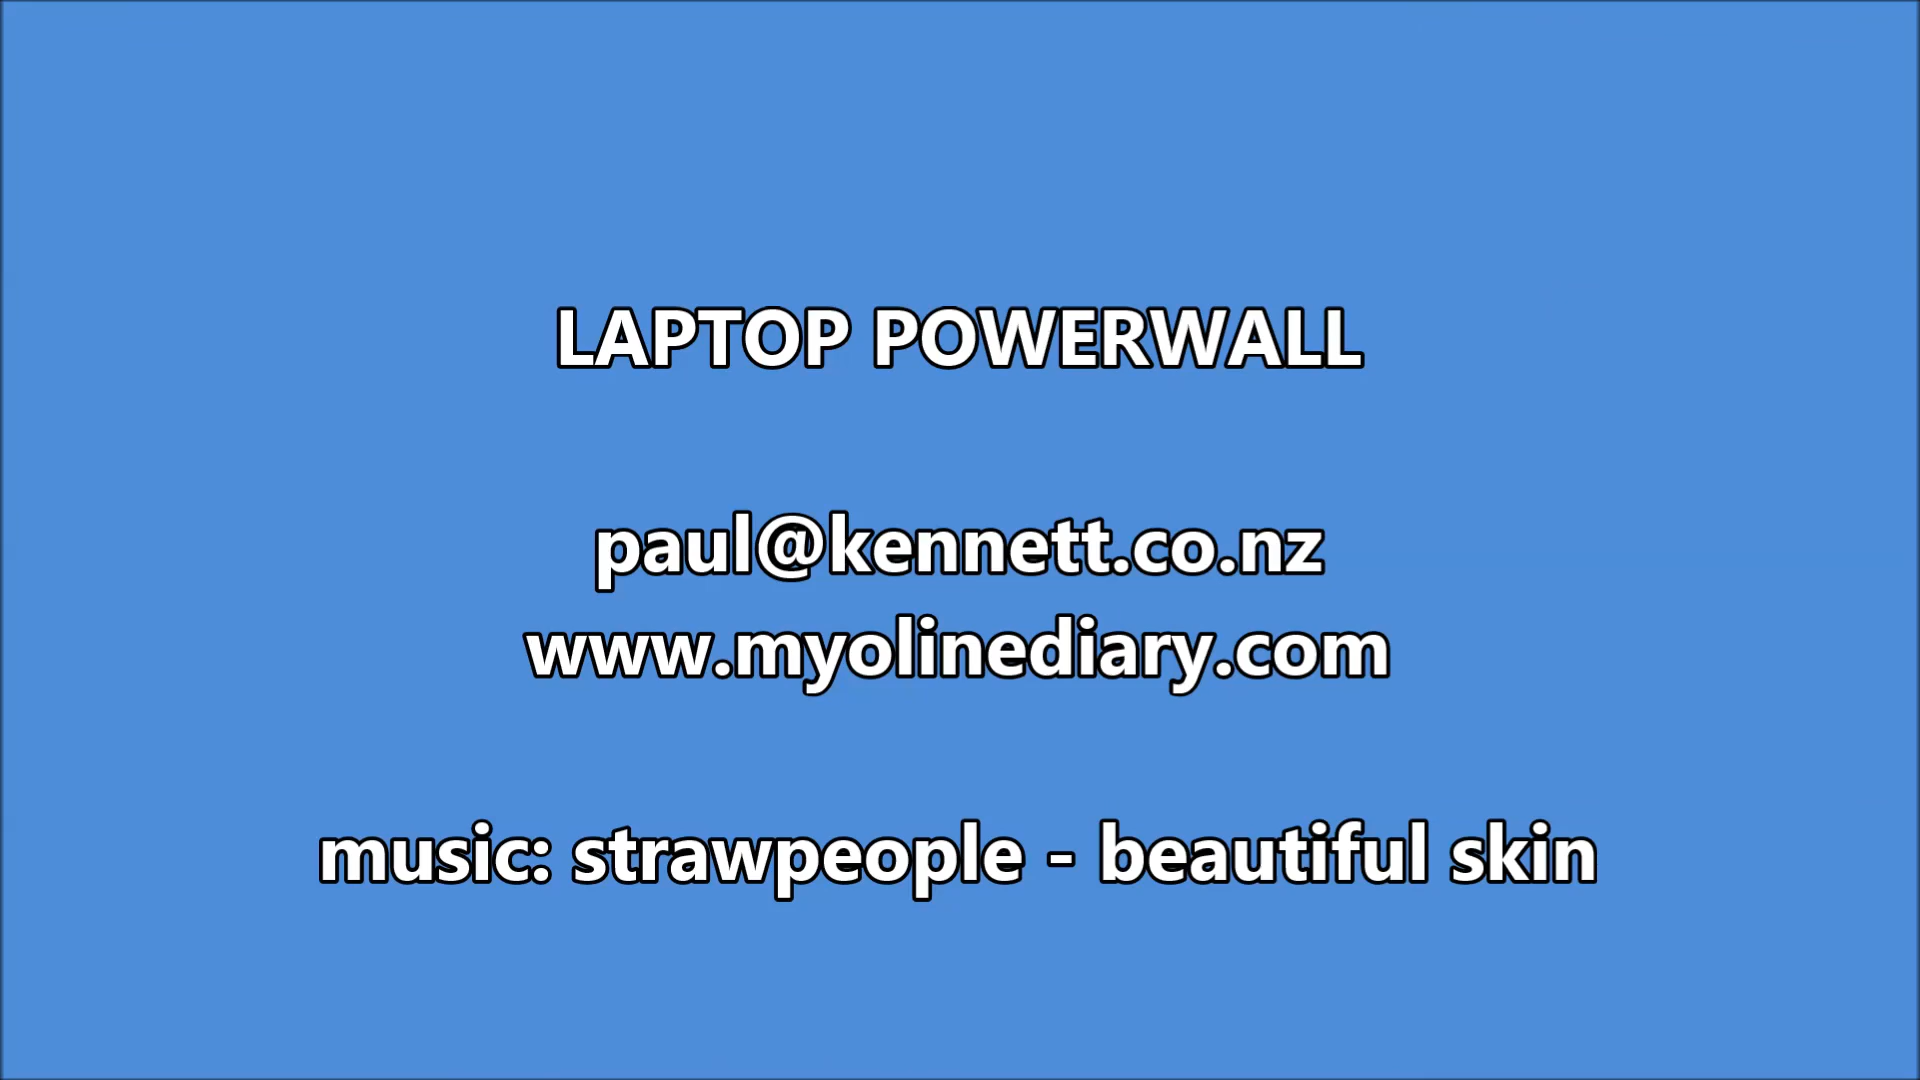 LAPTOP POWERWALL
paul@kennett.co.nz
www.myolinediary.com
music: strawpeople - beautiful skin